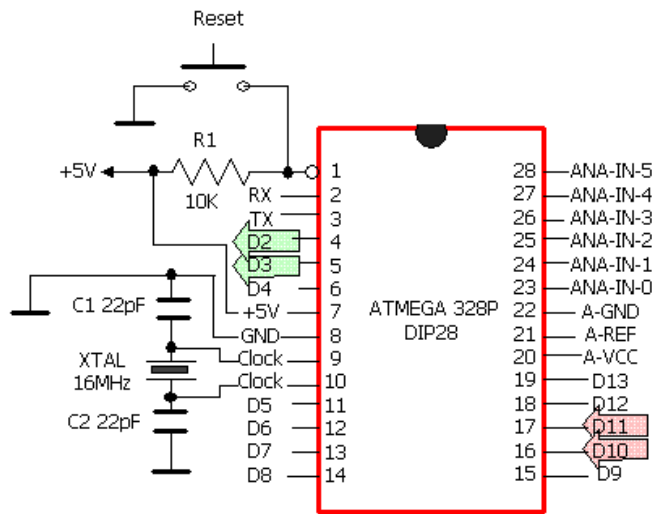 Reset
R1
+5V
10K
1
28
ANA-IN-5
RX
2
27
ANA-IN-4
TX
3
26
ANA-IN-3
D2
4
25
ANA-IN-2
D3
5
24
ANA-IN-1
D4
6
23
ANA-IN-0
C1 22pF
+5V
7
ATMEGA 328P
DIP28
22
A-GND
GND
8
21
A-REF
XTAL
16MHz
Clock
9
20
A-VCC
Clock
10
19
D13
C2 22pF
D5
11
18
D12
D6
12
17
D11
D7
13
16
D10
D8
14
15
D9